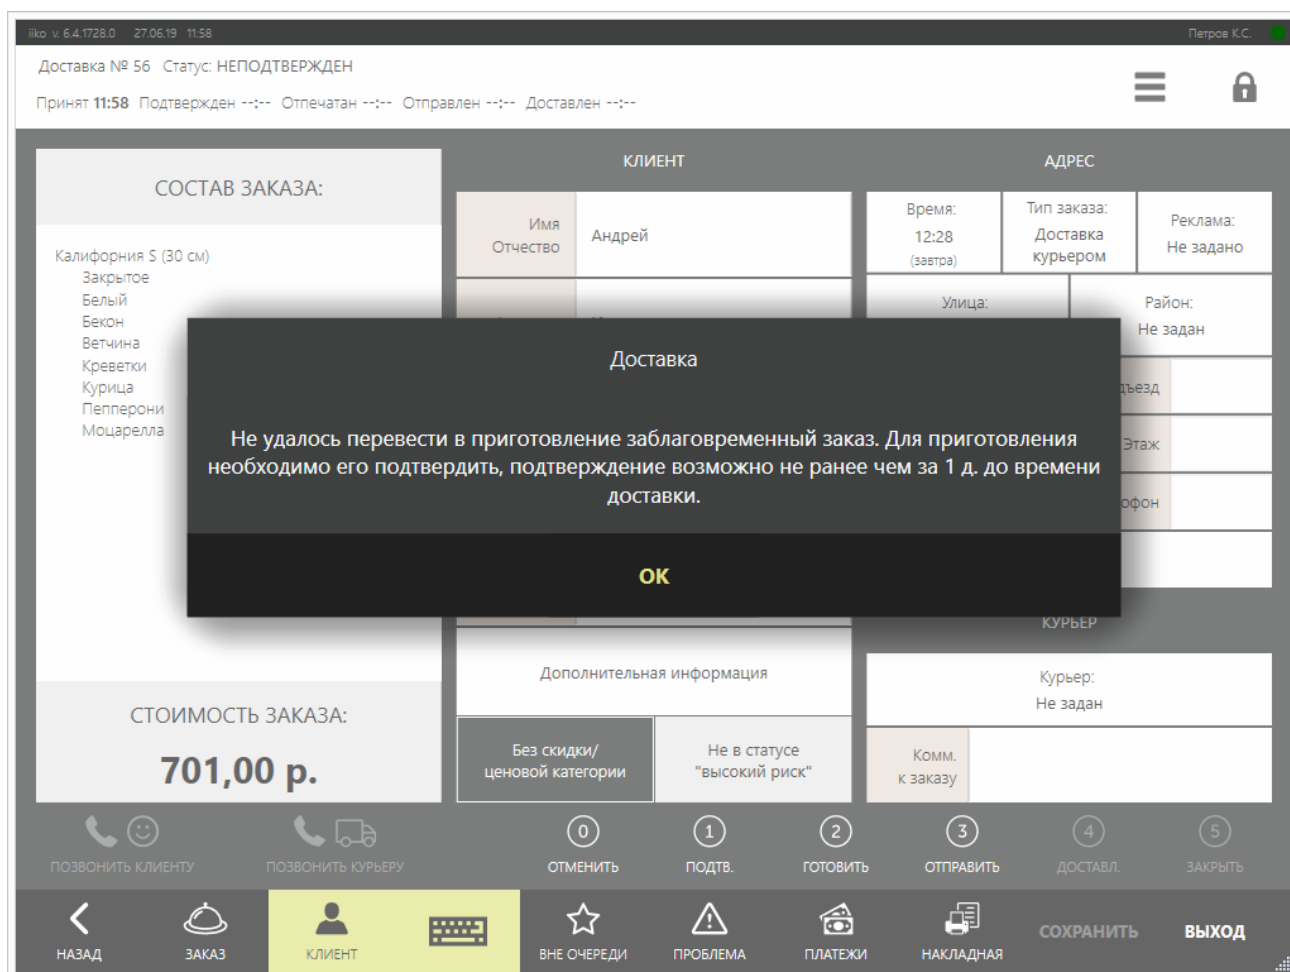 iiko v. 6.4.1728.0 27.06.19 11:58 Петров К.С.
Доставка № 56 Статус: НЕПОДТВЕРЖДЕН
Принят 11:58 Подтвержден --:-- Отпечатан --:-- Отправлен --:-- Доставлен --:--
СОСТАВ ЗАКАЗА:
Калифорния S (30 см)
Закрытое
Белый
Бекон
Ветчина
Креветки
Курица
Пепперони
Моцарелла
СТОИМОСТЬ ЗАКАЗА:
701,00 р.
КЛИЕНТ
Имя
Отчество
Андрей
Дополнительная информация
Без скидки/
ценовой категории
Не в статусе
"высокий риск"
АДРЕС
Время:
12:28
(завтра)
Тип заказа:
Доставка
курьером
Реклама:
Не задано
Улица:
Район:
Не задан
Этаж
КУРЬЕР
Курьер:
Не задан
Комм.
к заказу
Доставка
Не удалось перевести в приготовление заблаговременный заказ. Для приготовления
необходимо его подтвердить, подтверждение возможно не ранее чем за 1 д. до времени
доставки.
OK
ПОЗВОНИТЬ КЛИЕНТУ
ПОЗВОНИТЬ КУРЬЕРУ
0
ОТМЕНИТЬ
1
ПОДТВ.
2
ГОТОВИТЬ
3
ОТПРАВИТЬ
4
ДОСТАВЛ.
5
ЗАКРЫТЬ
НАЗАД
ЗАКАЗ
КЛИЕНТ
ВНЕ ОЧЕРЕДИ
ПРОБЛЕМА
ПЛАТЕЖИ
НАКЛАДНАЯ
СОХРАНИТЬ
ВЫХОД